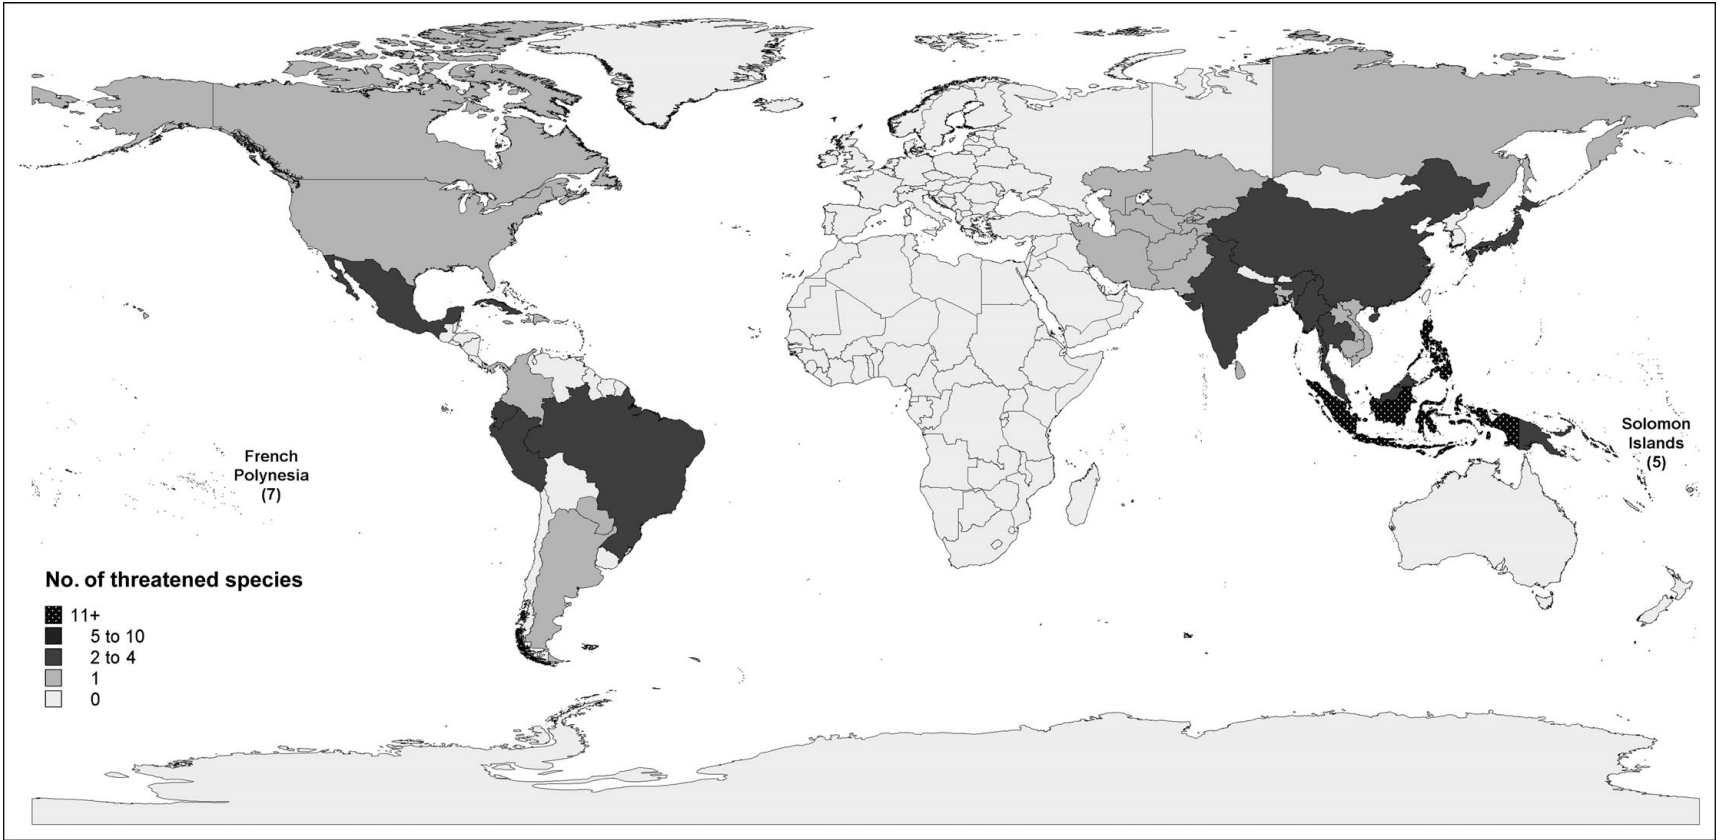 French
Polynesia
(7)
Solomon
Islands
(5)
No. of threatened species
11+
5 to 10
2 to 4
1
0